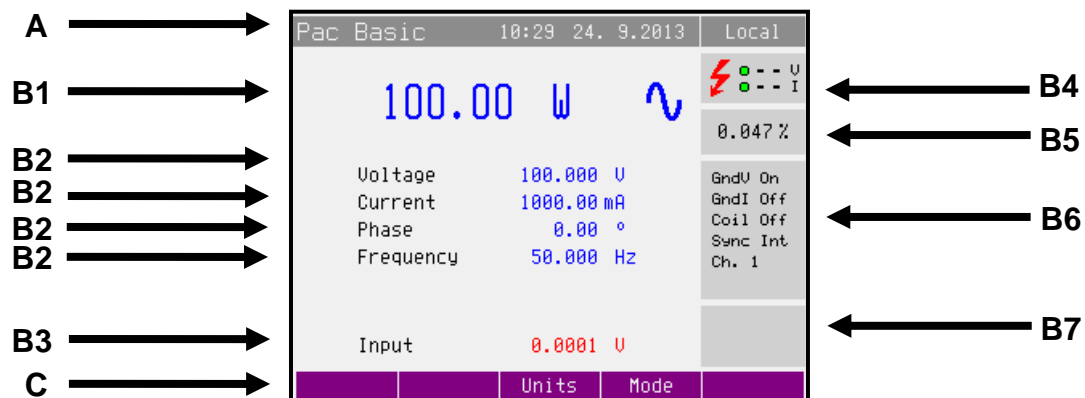 A
Pac Basic 10:29 24. 9.2013 Local
B1
100.00 W
V
I
B4
0.047 %
B5
B2
B2
B2
B2
Voltage 100.000 V
Current 1000.00 mA
Phase 0.00 °
Frequency 50.000 Hz
GndV On
GndI Off
Coil Off
Sync Int
Ch. 1
B6
B3
Input 0.0001 V
B7
C
Units Mode